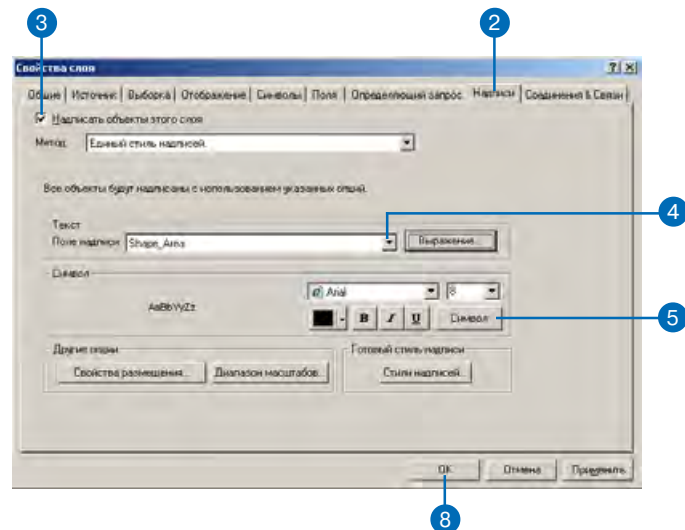 3
2
Свойства слоя
Общие Источник Выборка Отображение Символы Поля Определяющий запрос Надписи Соединения & Связи
Надписать объекты этого слоя
Метод: Единый стиль надписей.
Все объекты будут надписаны с использованием указанных опций.
4
Текст
Поле надписи: Shape_Area Выражение...
Символ
AaBbYyZz
Arial 8
B I U Символ
5
Другие опции
Свойства размещения... Диапазон масштабов...
Готовый стиль надписи
Стили надписей...
OK Отмена Применить
8